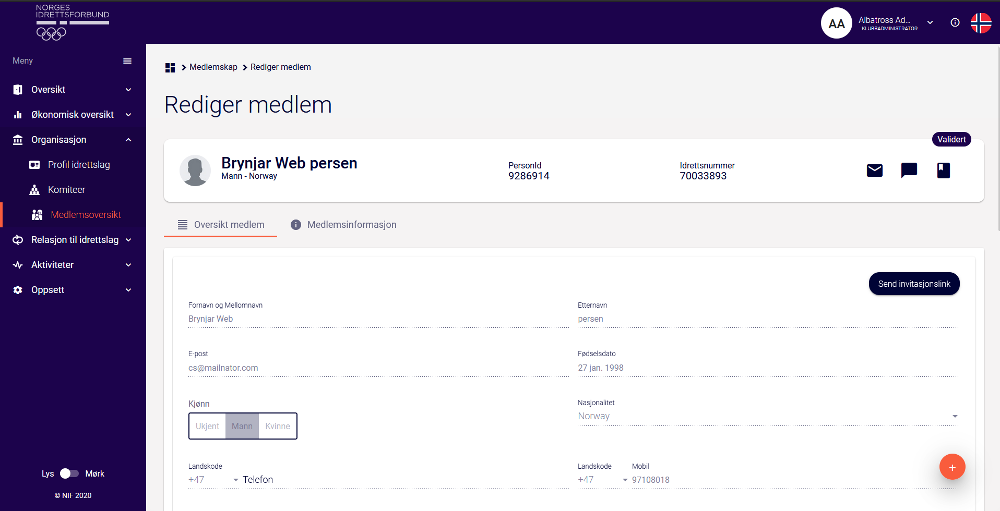 NORGES
IDRETTSFORBUND
AA
Albatross Ad...
KLUBBADMINISTRATOR
Meny
Oversikt
Økonomisk oversikt
Organisasjon
Profil idrettslag
Komiteer
Medlemsoversikt
Relasjon til idrettslag
Aktiviteter
Oppsett
Lys
Mørk
© NIF 2020
Medlemskap
Rediger medlem
Rediger medlem
Validert
Brynjar Web persen
Mann - Norway
PersonId
9286914
Idrettsnummer
70033893
Oversikt medlem
Medlemsinformasjon
Send invitasjonslink
Fornavn og Mellomnavn
Brynjar Web
Etternavn
persen
E-post
cs@mailnator.com
Fødselsdato
27 jan. 1998
Kjønn
Ukjent Mann Kvinne
Nasjonalitet
Norway
Landskode
+47 Telefon
Landskode Mobil
+47 97108018
+